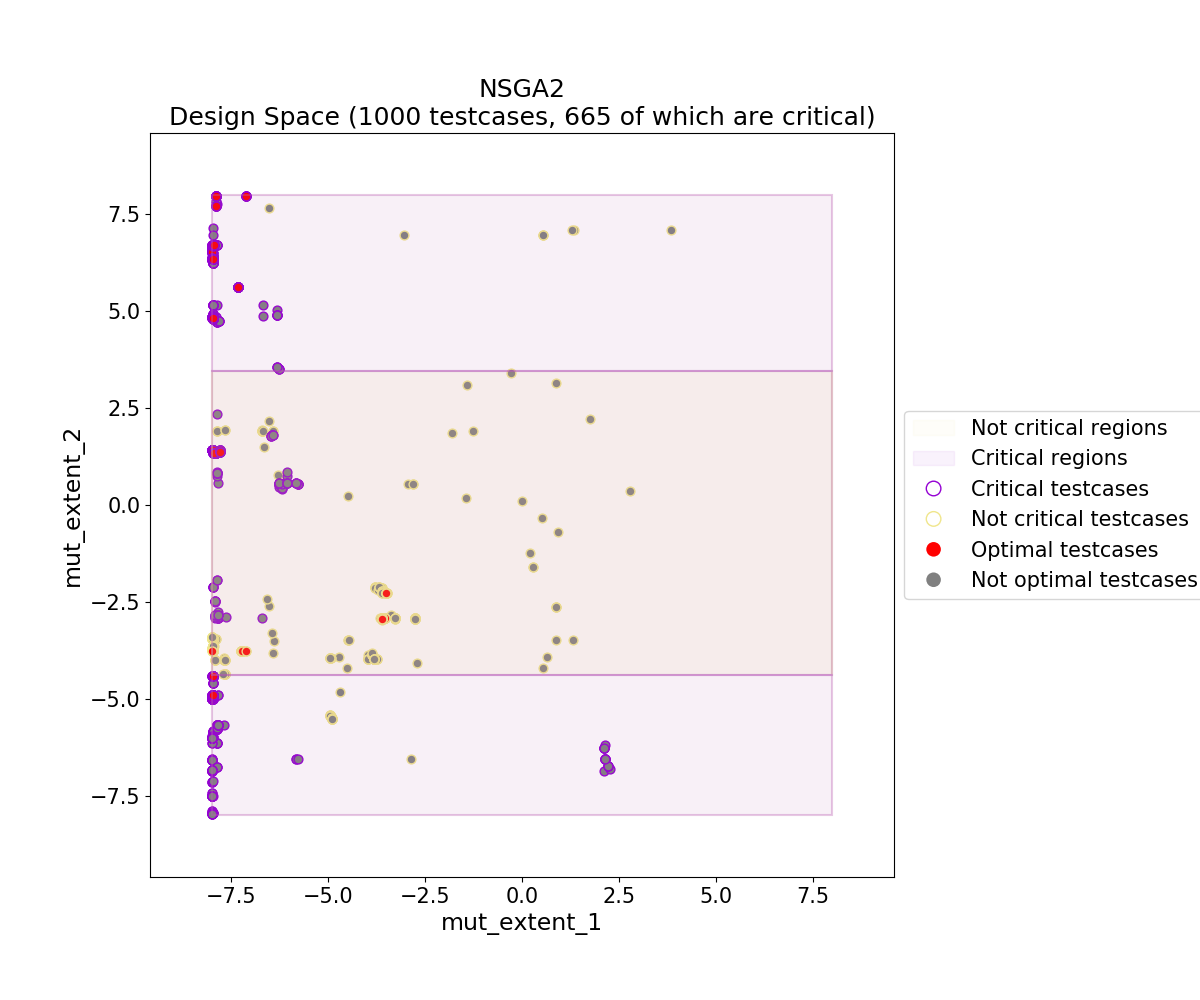 NSGA2
Design Space (1000 testcases, 665 of which are critical)
7.5
5.0
2.5
0.0
−2.5
−5.0
−7.5
mut_extent_2
−7.5 −5.0 −2.5 0.0 2.5 5.0 7.5
mut_extent_1
Not critical regions
Critical regions
Critical testcases
Not critical testcases
Optimal testcases
Not optimal testcases